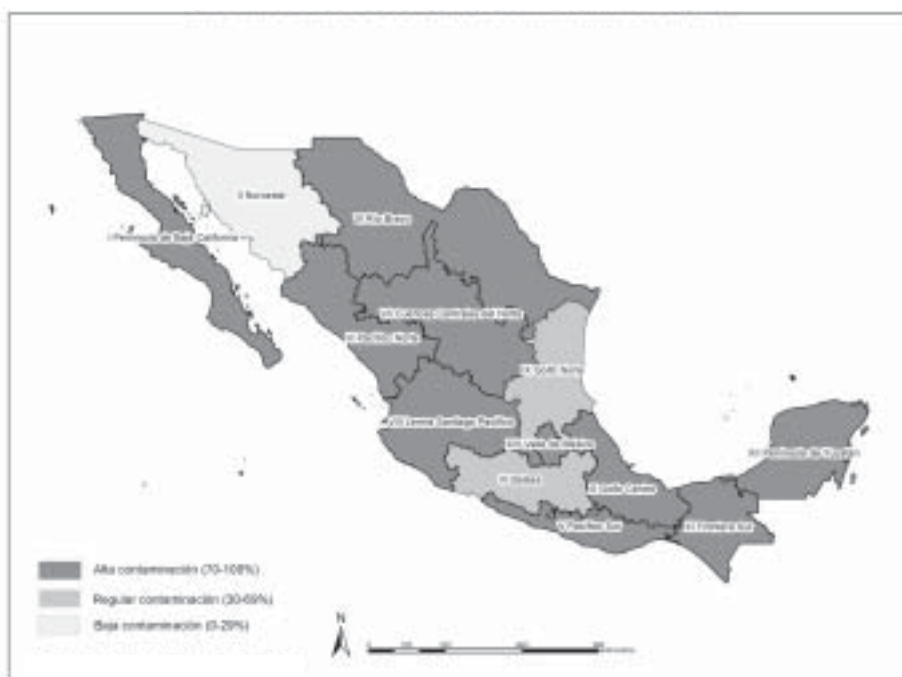 II Noroeste
VI Río Bravo
I Península de Baja California
VII Cuencas Centrales del Norte
III Pacífico Norte
IX Golfo Norte
VIII Lerma Santiago Pacífico
XIII Valle de México
XII Península de Yucatán
IV Balsas
X Golfo Centro
V Pacífico Sur
XI Frontera Sur
Alta contaminación (70-100%)
Regular contaminación (30-69%)
Baja contaminación (0-29%)
N
0